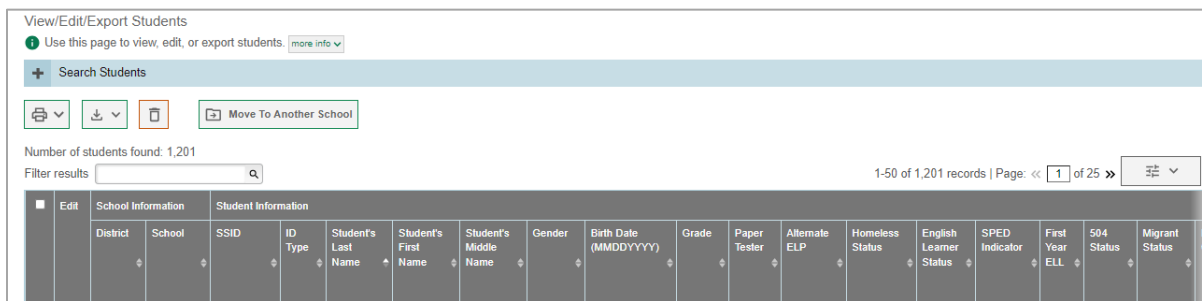 View/Edit/Export Students
i Use this page to view, edit, or export students. more info
+ Search Students
Move To Another School
Number of students found: 1,201
Filter results
1-50 of 1,201 records | Page: << 1 of 25 >>
Edit School Information Student Information
District School SSID ID Type Student's Last Name Student's First Name Student's Middle Name Gender Birth Date (MMDDYYYY) Grade Paper Tester Alternate ELP Homeless Status English Learner Status SPED Indicator First Year ELL 504 Status Migrant Status